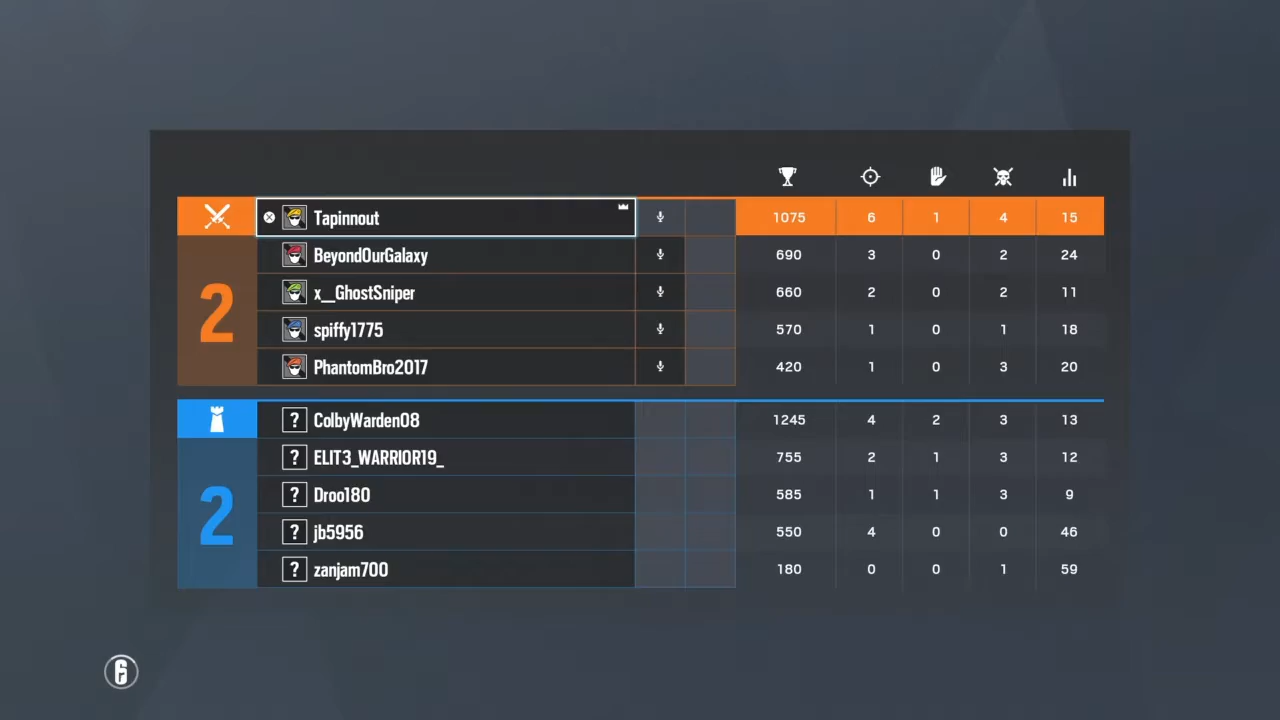 Tapinnout 1075 6 1 4 15
BeyondOurGalaxy 690 3 0 2 24
2 x__GhostSniper 660 2 0 2 11
spiffy1775 570 1 0 1 18
PhantomBro2017 420 1 0 3 20
? ColbyWarden08 1245 4 2 3 13
? ELIT3_WARRIOR19_ 755 2 1 3 12
2 ? Droo180 585 1 1 3 9
? jb5956 550 4 0 0 46
? zanjam700 180 0 0 1 59
6